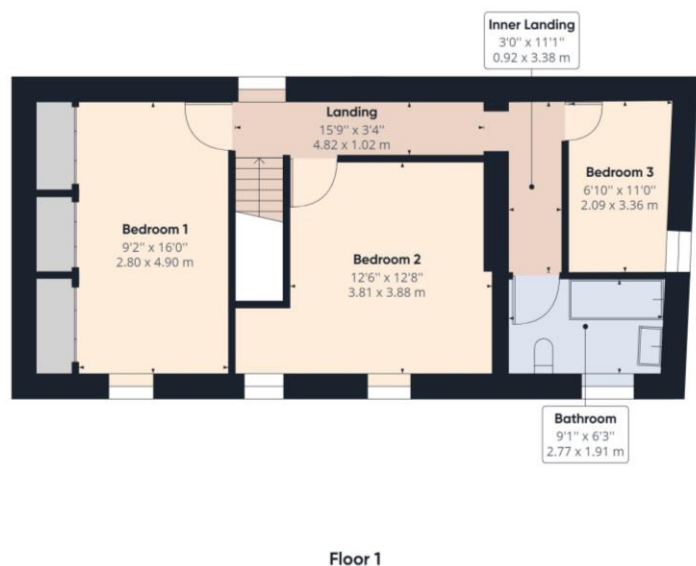 Inner Landing
3'0" x 11'1"
0.92 x 3.38 m
Landing
15'9" x 3'4"
4.82 x 1.02 m
Bedroom 3
6'10" x 11'0"
2.09 x 3.36 m
Bedroom 1
9'2" x 16'0"
2.80 x 4.90 m
Bedroom 2
12'6" x 12'8"
3.81 x 3.88 m
Bathroom
9'1" x 6'3"
2.77 x 1.91 m
Floor 1